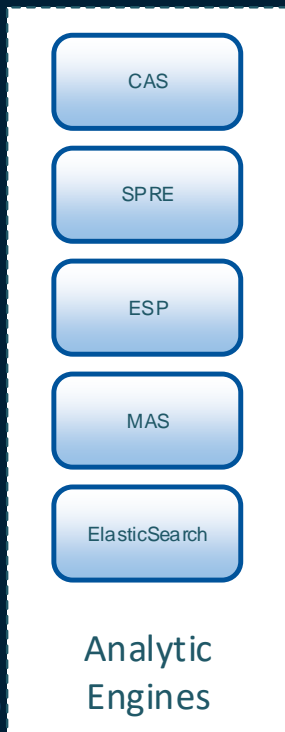 CAS
SPRE
ESP
MAS
ElasticSearch
Analytic
Engines